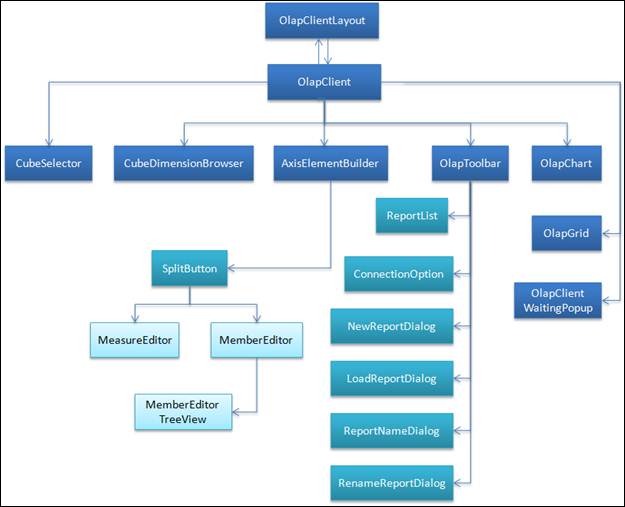 OlapClientLayout
OlapClient
CubeSelector
CubeDimensionBrowser
AxisElementBuilder
OlapToolbar
OlapChart
ReportList
OlapGrid
SplitButton
ConnectionOption
OlapClient
WaitingPopup
NewReportDialog
MeasureEditor
MemberEditor
LoadReportDialog
MemberEditor
TreeView
ReportNameDialog
RenameReportDialog